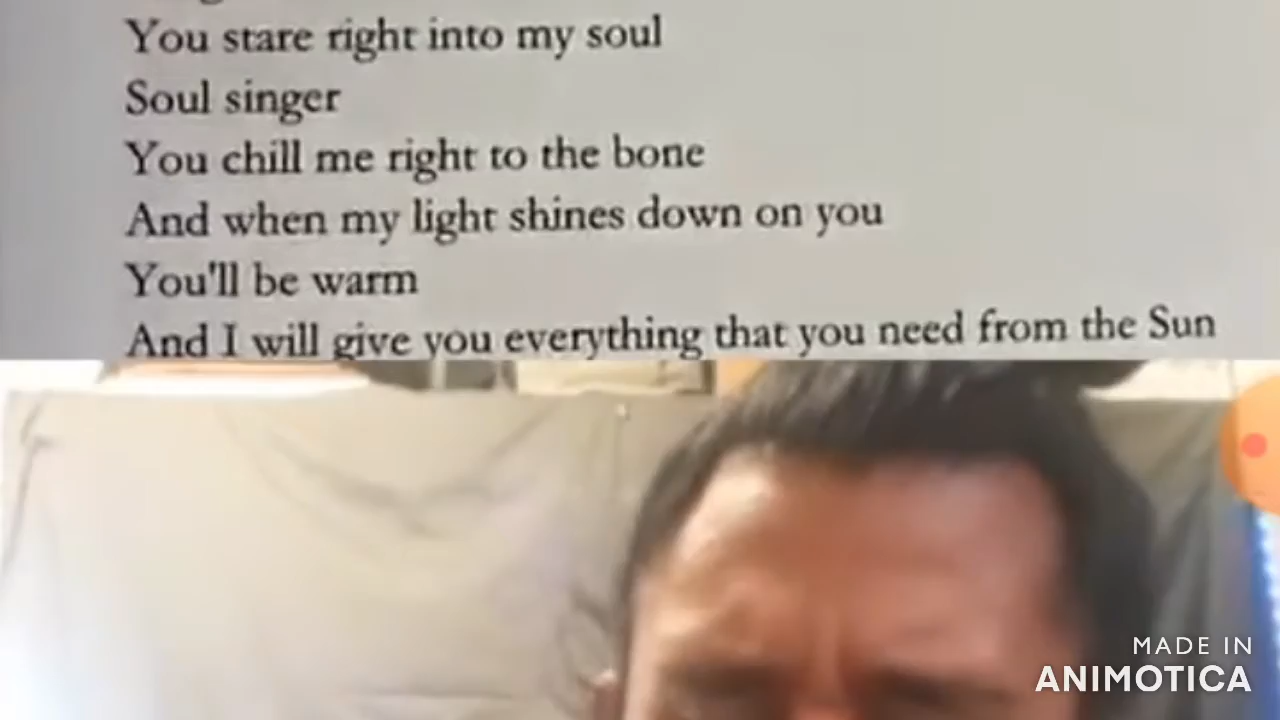 You stare right into my soul
Soul singer
You chill me right to the bone
And when my light shines down on you
You'll be warm
And I will give you everything that you need from the Sun
MADE IN
ANIMOTICA